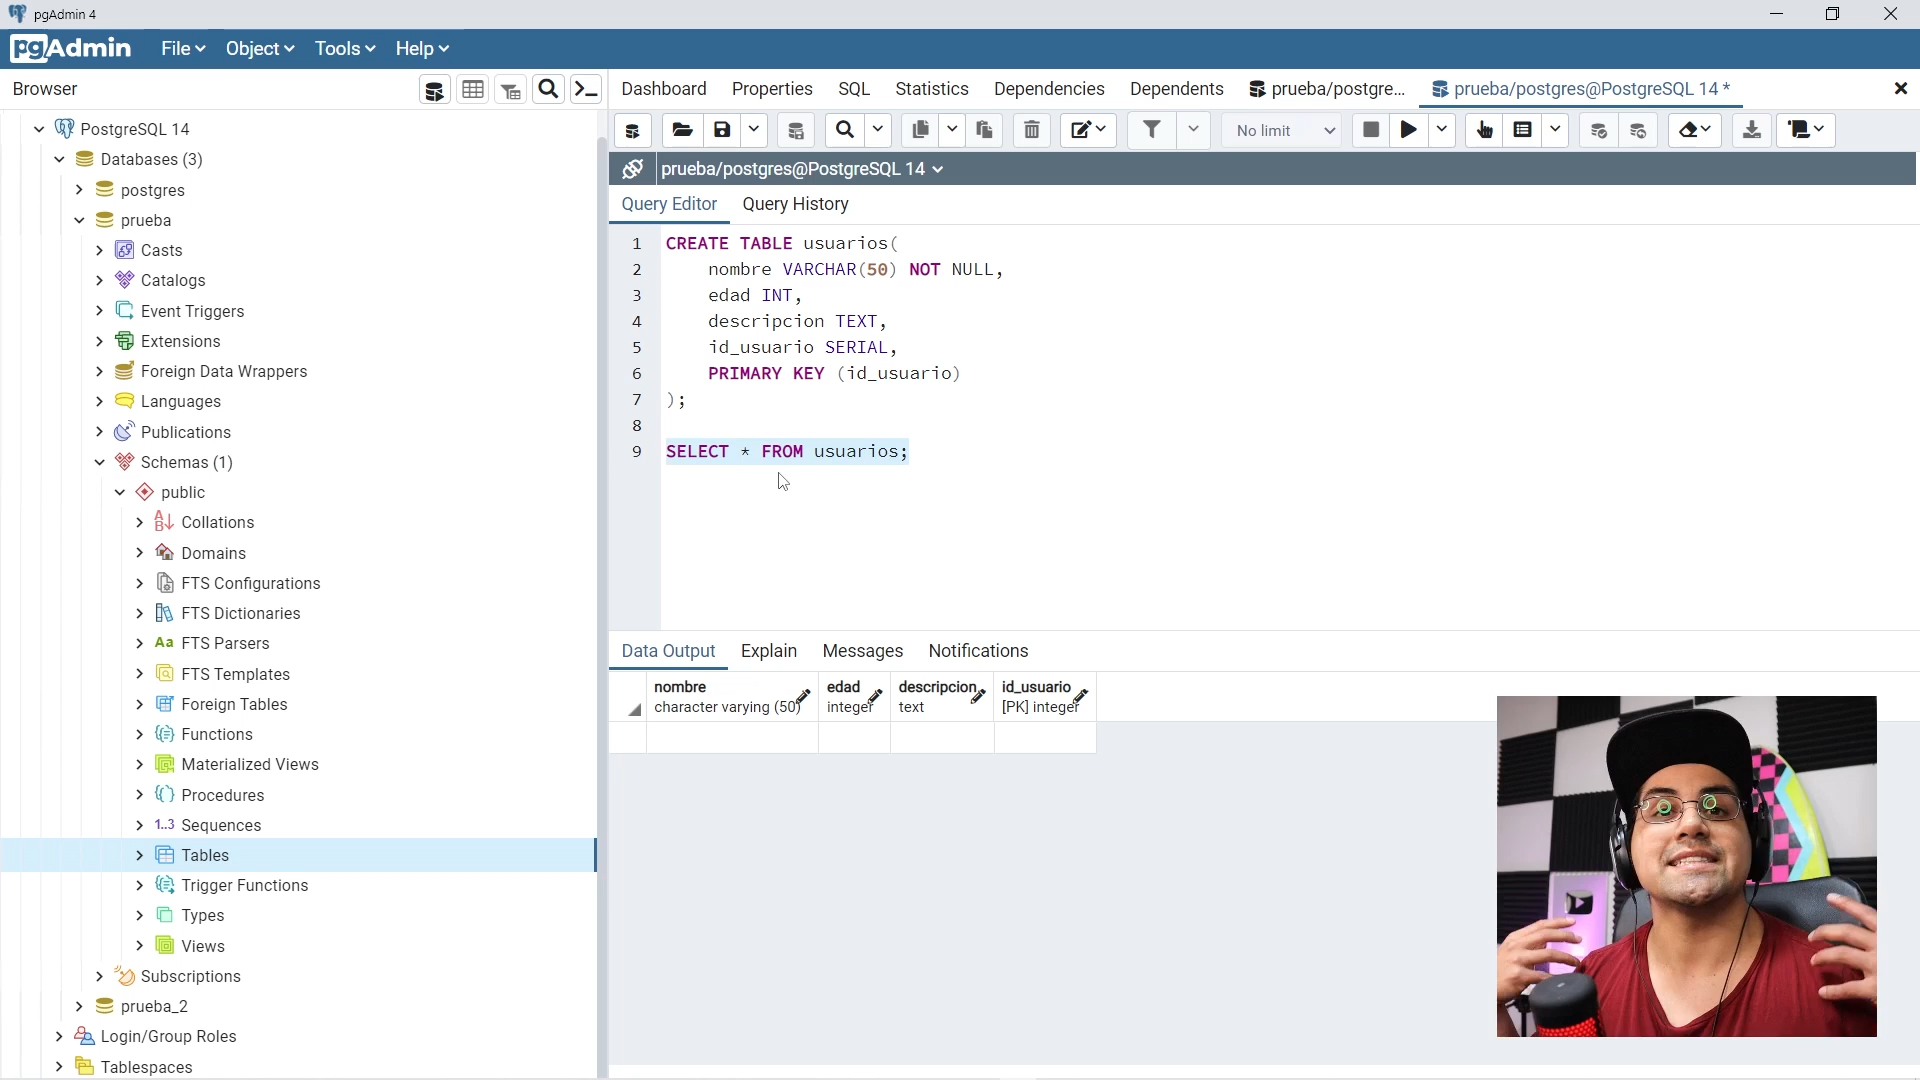 pgAdmin 4
pgAdmin File Object Tools Help
Browser
Dashboard Properties SQL Statistics Dependencies Dependents prueba/postgre... prueba/postgres@PostgreSQL 14 *
No limit
prueba/postgres@PostgreSQL 14
Query Editor Query History
PostgreSQL 14
Databases (3)
postgres
prueba
Casts
Catalogs
Event Triggers
Extensions
Foreign Data Wrappers
Languages
Publications
Schemas (1)
public
Collations
Domains
FTS Configurations
FTS Dictionaries
Aa FTS Parsers
FTS Templates
Foreign Tables
Functions
Materialized Views
Procedures
1..3 Sequences
Tables
Trigger Functions
Types
Views
Subscriptions
prueba_2
Login/Group Roles
Tablespaces
1 CREATE TABLE usuarios(
2 nombre VARCHAR(50) NOT NULL,
3 edad INT,
4 descripcion TEXT,
5 id_usuario SERIAL,
6 PRIMARY KEY (id_usuario)
7 );
8
9 SELECT * FROM usuarios;
Data Output Explain Messages Notifications
nombre edad descripcion id_usuario
character varying (50) integer text [PK] integer